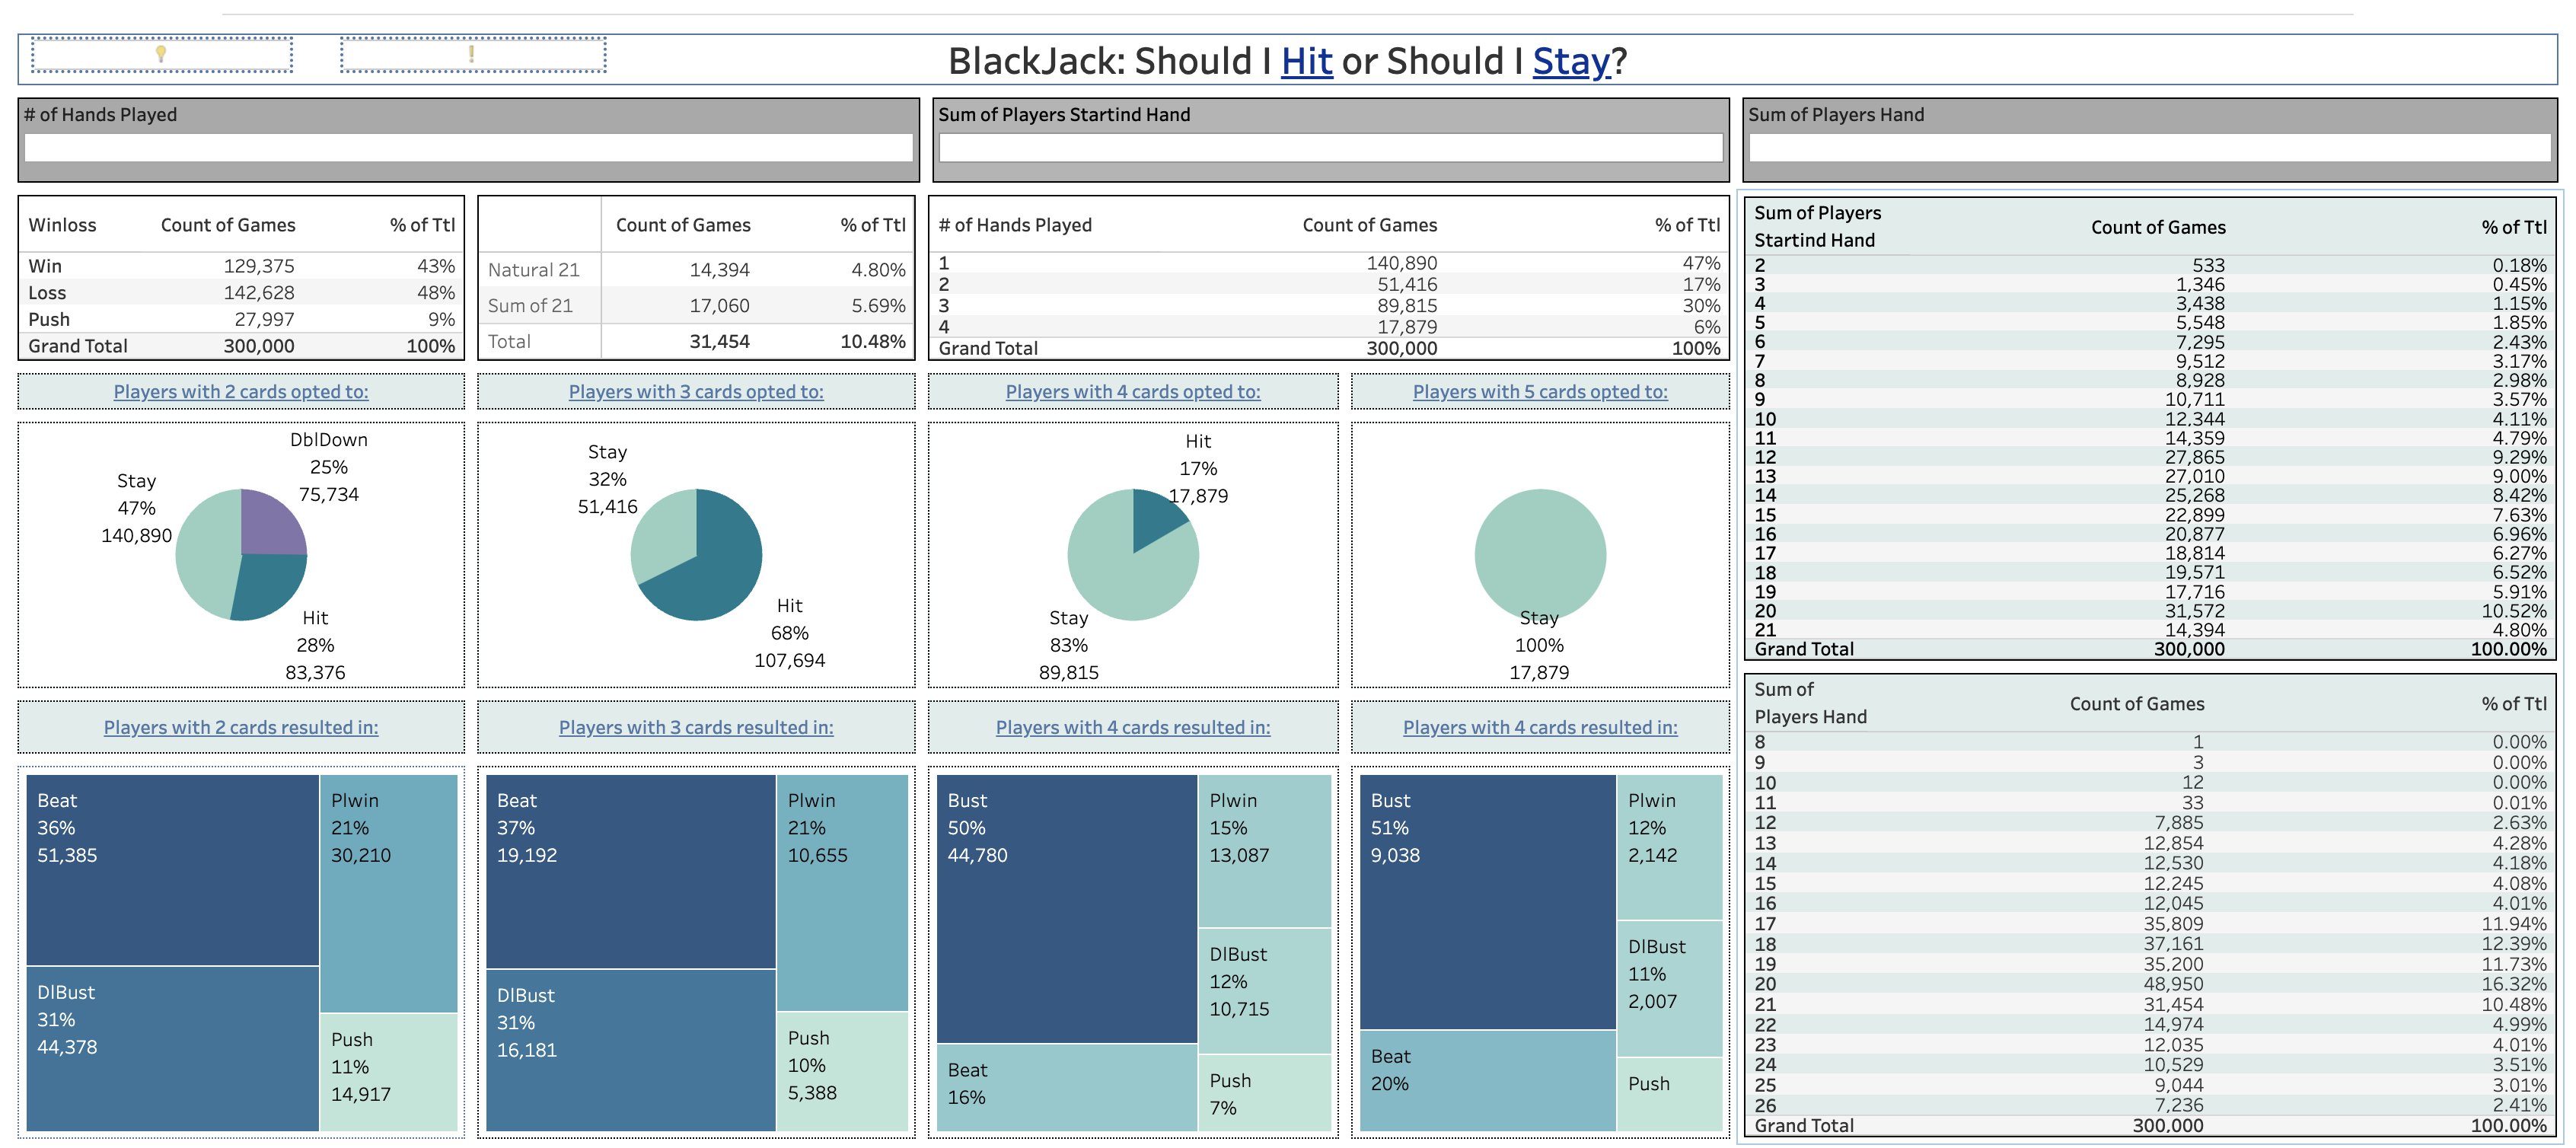 BlackJack: Should I Hit or Should I Stay?
# of Hands Played
Sum of Players Startind Hand
Sum of Players Hand
Winloss Count of Games % of Ttl
Win 129,375 43%
Loss 142,628 48%
Push 27,997 9%
Grand Total 300,000 100%
Count of Games % of Ttl
Natural 21 14,394 4.80%
Sum of 21 17,060 5.69%
Total 31,454 10.48%
# of Hands Played Count of Games % of Ttl
1 140,890 47%
2 51,416 17%
3 89,815 30%
4 17,879 6%
Grand Total 300,000 100%
Sum of Players
Startind Hand Count of Games % of Ttl
2 533 0.18%
3 1,346 0.45%
4 3,438 1.15%
5 5,548 1.85%
6 7,295 2.43%
7 9,512 3.17%
8 8,928 2.98%
9 10,711 3.57%
10 12,344 4.11%
11 14,359 4.79%
12 27,865 9.29%
13 27,010 9.00%
14 25,268 8.42%
15 22,899 7.63%
16 20,877 6.96%
17 18,814 6.27%
18 19,571 6.52%
19 17,716 5.91%
20 31,572 10.52%
21 14,394 4.80%
Grand Total 300,000 100.00%
Players with 2 cards opted to:
DblDown
25%
75,734
Stay
47%
140,890
Hit
28%
83,376
Players with 3 cards opted to:
Stay
32%
51,416
Hit
68%
107,694
Players with 4 cards opted to:
Hit
17%
17,879
Stay
83%
89,815
Players with 5 cards opted to:
Stay
100%
17,879
Players with 2 cards resulted in:
Beat
36%
51,385
Plwin
21%
30,210
DlBust
31%
44,378
Push
11%
14,917
Players with 3 cards resulted in:
Beat
37%
19,192
Plwin
21%
10,655
DlBust
31%
16,181
Push
10%
5,388
Players with 4 cards resulted in:
Bust
50%
44,780
Plwin
15%
13,087
DlBust
12%
10,715
Beat
16%
Push
7%
Players with 4 cards resulted in:
Bust
51%
9,038
Plwin
12%
2,142
DlBust
11%
2,007
Beat
20%
Push
Sum of
Players Hand Count of Games % of Ttl
8 1 0.00%
9 3 0.00%
10 12 0.00%
11 33 0.01%
12 7,885 2.63%
13 12,854 4.28%
14 12,530 4.18%
15 12,245 4.08%
16 12,045 4.01%
17 35,809 11.94%
18 37,161 12.39%
19 35,200 11.73%
20 48,950 16.32%
21 31,454 10.48%
22 14,974 4.99%
23 12,035 4.01%
24 10,529 3.51%
25 9,044 3.01%
26 7,236 2.41%
Grand Total 300,000 100.00%